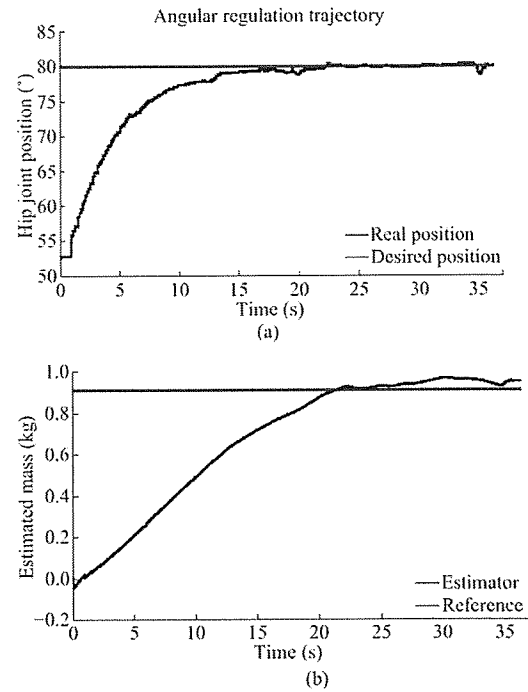 Angular regulation trajectory
85
80
75
70
65
60
55
50
Hip joint position (°)
Real position
Desired position
0 5 10 15 20 25 30 35
Time (s)
(a)
1.0
0.8
0.6
0.4
0.2
0.0
−0.2
Estimated mass (kg)
Estimator
Reference
0 5 10 15 20 25 30 35
Time (s)
(b)